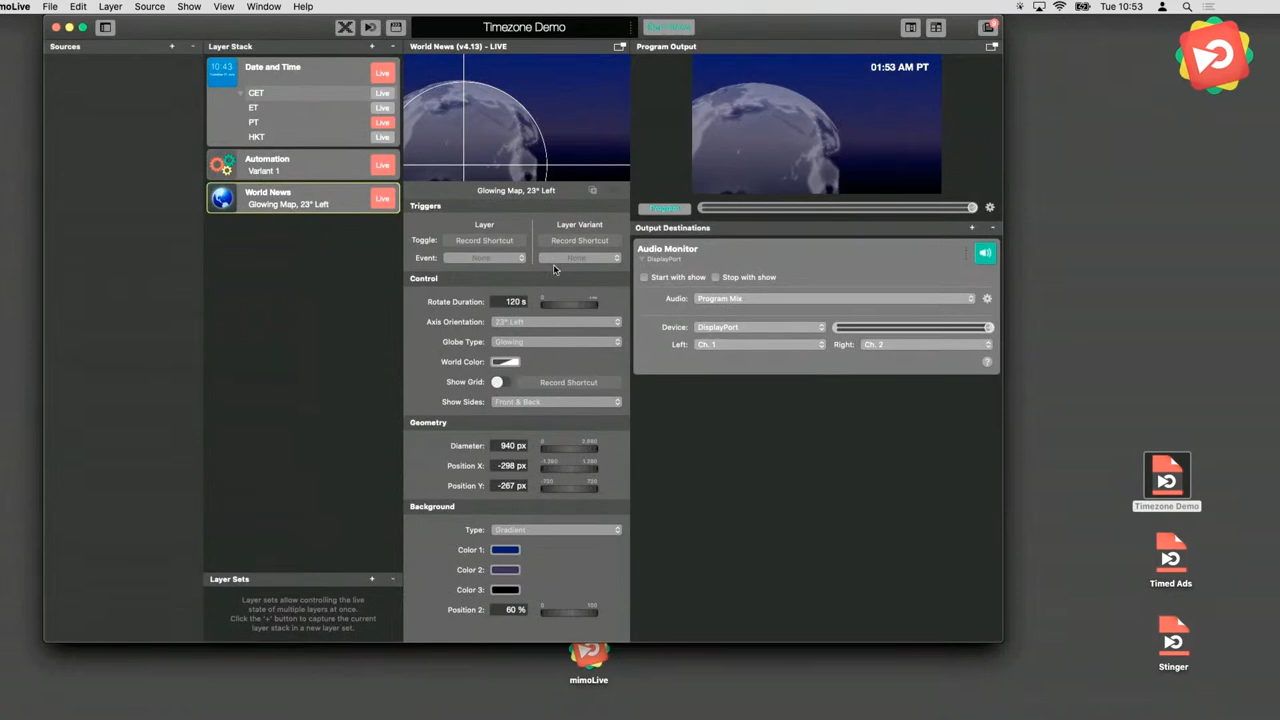 moLive File Edit Layer Source Show View Window Help
Tue 10:53
Timezone Demo
Sources + -
Layer Stack + -
World News (v4.13) - LIVE
Program Output
10:43
Date and Time
Live
CET Live
ET Live
PT Live
HKT Live
Automation
Variant 1
Live
World News
Glowing Map, 23° Left
Live
01:53 AM PT
Glowing Map, 23° Left
Program
Triggers
Layer
Layer Variant
Toggle: Record Shortcut Record Shortcut
Event: None None
Control
Rotate Duration: 120 s
Axis Orientation: 23° Left
Globe Type: Glowing
World Color:
Show Grid: Record Shortcut
Show Sides: Front & Back
Geometry
Diameter: 940 px
Position X: -298 px
Position Y: -267 px
Background
Type: Gradient
Color 1:
Color 2:
Color 3:
Position 2: 60 %
Output Destinations + -
Audio Monitor
DisplayPort
Start with show Stop with show
Audio: Program Mix
Device: DisplayPort
Left: Ch. 1 Right: Ch. 2
?
Layer Sets + -
Layer sets allow controlling the live
state of multiple layers at once.
Click the '+' button to capture the current
layer stack in a new layer set.
Timezone Demo
Timed Ads
Stinger
mimoLive